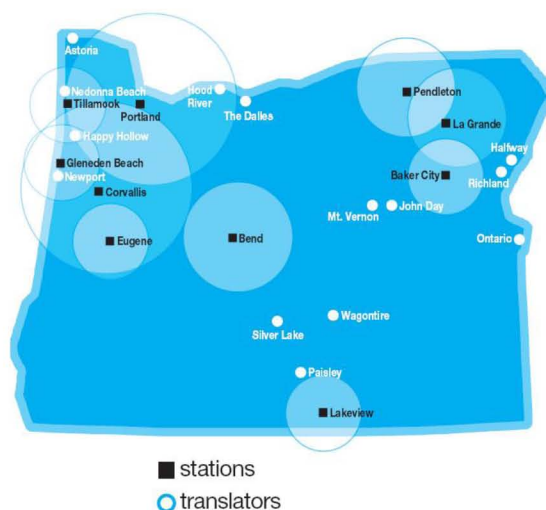 Astoria
Nedonna Beach
Tillamook
Portland
Hood
River
The Dalles
Pendleton
La Grande
Happy Hollow
Gleneden Beach
Newport
Corvallis
Halfway
Richland
Baker City
Mt. Vernon
John Day
Eugene
Bend
Ontario
Silver Lake
Wagontire
Paisley
Lakeview
stations
translators